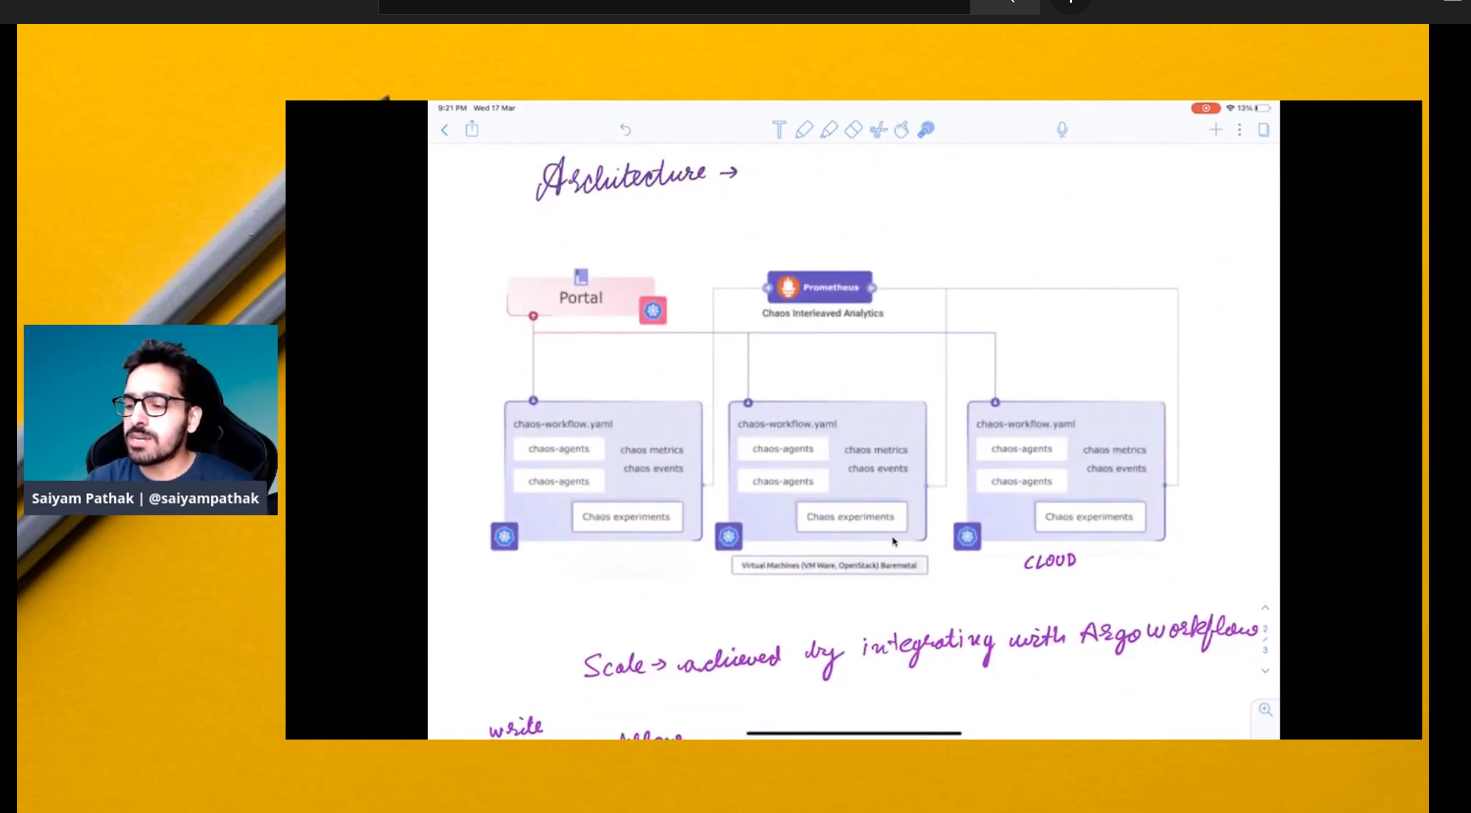 9:21 PM Wed 17 Mar
13%
Architecture →
Portal
Prometheus
Chaos Interleaved Analytics
chaos-workflow.yaml
chaos-agents
chaos metrics
chaos events
chaos-agents
Chaos experiments
chaos-workflow.yaml
chaos-agents
chaos metrics
chaos events
chaos-agents
Chaos experiments
Virtual Machines (VM Ware, OpenStack) Baremetal
chaos-workflow.yaml
chaos-agents
chaos metrics
chaos events
chaos-agents
Chaos experiments
CLOUD
Scale → achieved by integrating with Argo workflow
2
/
3
write
Saiyam Pathak | @saiyampathak